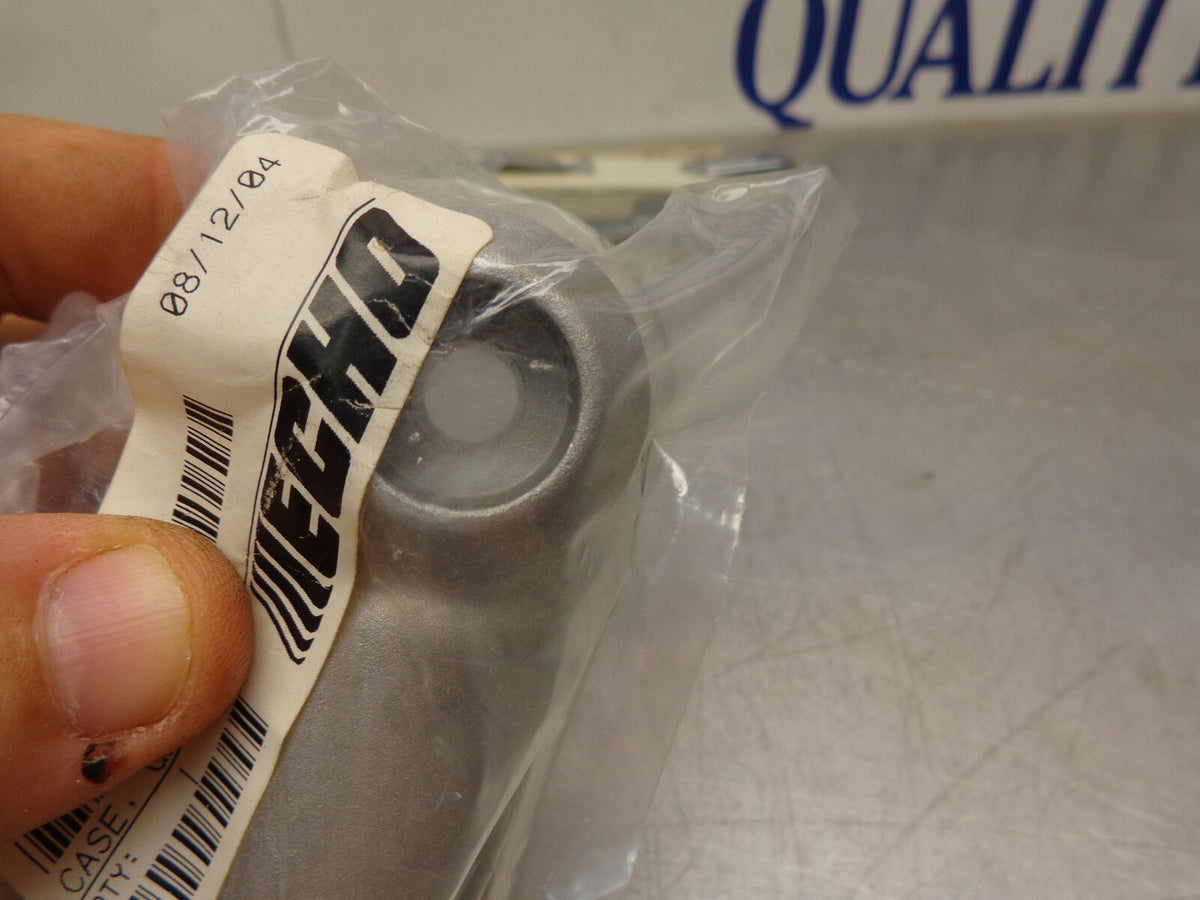 QUALIT
08/12/04
ECHO
CASE,
QTY: